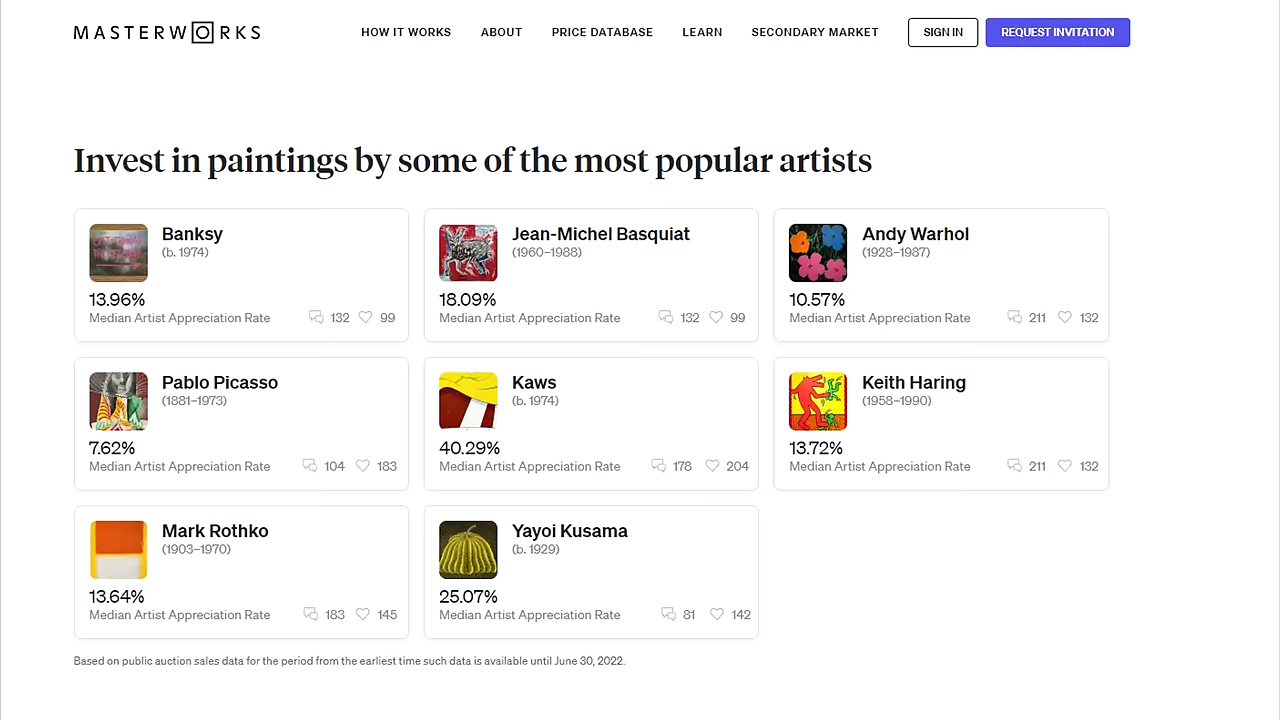 MASTERWORKS
HOW IT WORKS ABOUT PRICE DATABASE LEARN SECONDARY MARKET SIGN IN REQUEST INVITATION
Invest in paintings by some of the most popular artists
Banksy
(b. 1974)
13.96%
Median Artist Appreciation Rate 132 99
Jean-Michel Basquiat
(1960–1988)
18.09%
Median Artist Appreciation Rate 132 99
Andy Warhol
(1928–1987)
10.57%
Median Artist Appreciation Rate 211 132
Pablo Picasso
(1881–1973)
7.62%
Median Artist Appreciation Rate 104 183
Kaws
(b. 1974)
40.29%
Median Artist Appreciation Rate 178 204
Keith Haring
(1958–1990)
13.72%
Median Artist Appreciation Rate 211 132
Mark Rothko
(1903–1970)
13.64%
Median Artist Appreciation Rate 183 145
Yayoi Kusama
(b. 1929)
25.07%
Median Artist Appreciation Rate 81 142
Based on public auction sales data for the period from the earliest time such data is available until June 30, 2022.